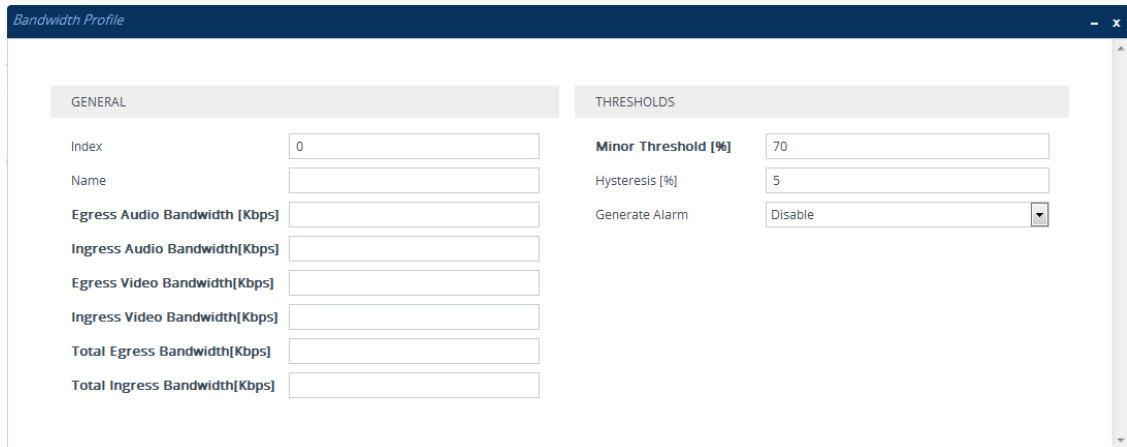 Bandwidth Profile
– x
GENERAL
Index 0
Name
Egress Audio Bandwidth [Kbps]
Ingress Audio Bandwidth[Kbps]
Egress Video Bandwidth[Kbps]
Ingress Video Bandwidth[Kbps]
Total Egress Bandwidth[Kbps]
Total Ingress Bandwidth[Kbps]
THRESHOLDS
Minor Threshold [%] 70
Hysteresis [%] 5
Generate Alarm Disable